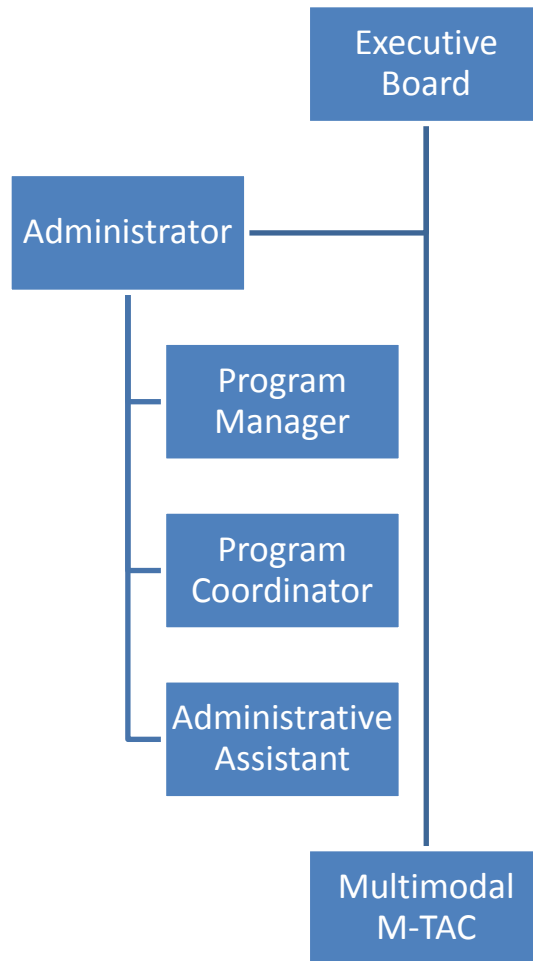 Executive
Board
Administrator
Program
Manager
Program
Coordinator
Administrative
Assistant
Multimodal
M-TAC